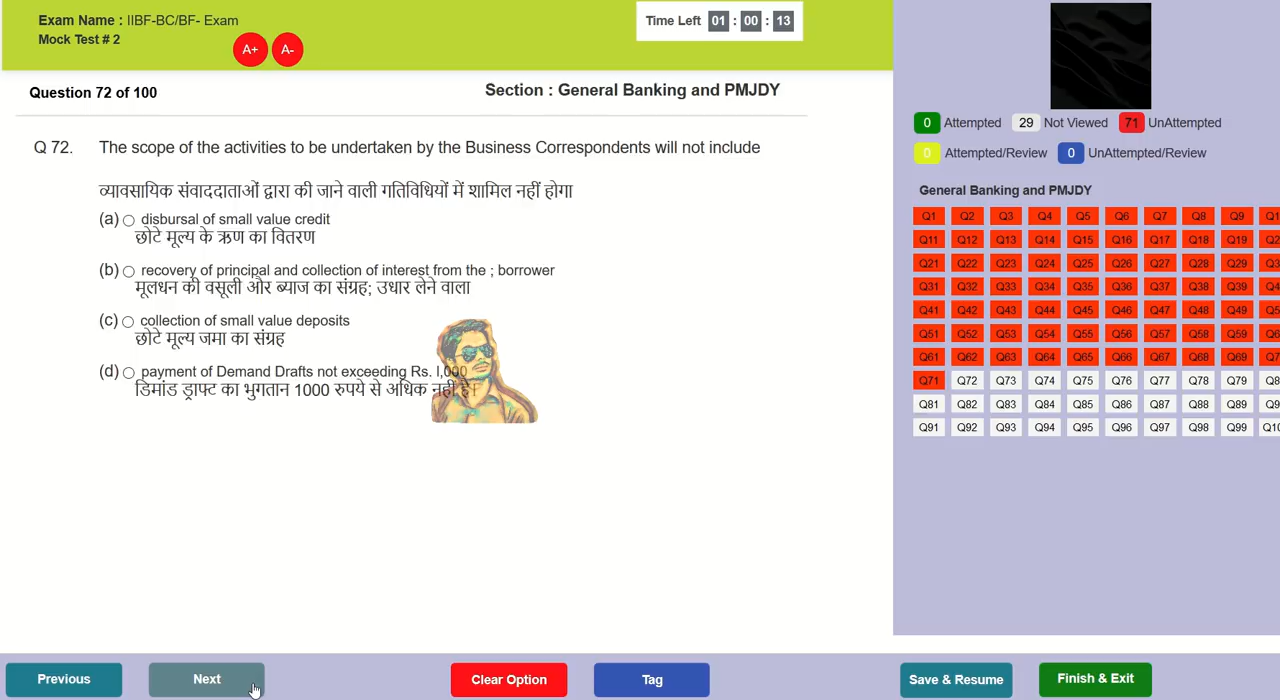 Exam Name : IIBF-BC/BF- Exam
Mock Test # 2
A+ A-
Time Left 01 : 00 : 13
Question 72 of 100
Section : General Banking and PMJDY
Q 72. The scope of the activities to be undertaken by the Business Correspondents will not include
व्यावसायिक संवाददाताओं द्वारा की जाने वाली गतिविधियों में शामिल नहीं होगा
(a) disbursal of small value credit
छोटे मूल्य के ऋण का वितरण
(b) recovery of principal and collection of interest from the ; borrower
मूलधन की वसूली और ब्याज का संग्रह; उधार लेने वाला
(c) collection of small value deposits
छोटे मूल्य जमा का संग्रह
(d) payment of Demand Drafts not exceeding Rs. I,000
डिमांड ड्राफ्ट का भुगतान 1000 रुपये से अधिक नहीं है।
0 Attempted 29 Not Viewed 71 UnAttempted
0 Attempted/Review 0 UnAttempted/Review
General Banking and PMJDY
Q1 Q2 Q3 Q4 Q5 Q6 Q7 Q8 Q9
Q11 Q12 Q13 Q14 Q15 Q16 Q17 Q18 Q19
Q21 Q22 Q23 Q24 Q25 Q26 Q27 Q28 Q29
Q31 Q32 Q33 Q34 Q35 Q36 Q37 Q38 Q39
Q41 Q42 Q43 Q44 Q45 Q46 Q47 Q48 Q49
Q51 Q52 Q53 Q54 Q55 Q56 Q57 Q58 Q59
Q61 Q62 Q63 Q64 Q65 Q66 Q67 Q68 Q69
Q71 Q72 Q73 Q74 Q75 Q76 Q77 Q78 Q79
Q81 Q82 Q83 Q84 Q85 Q86 Q87 Q88 Q89
Q91 Q92 Q93 Q94 Q95 Q96 Q97 Q98 Q99
Previous Next Clear Option Tag Save & Resume Finish & Exit